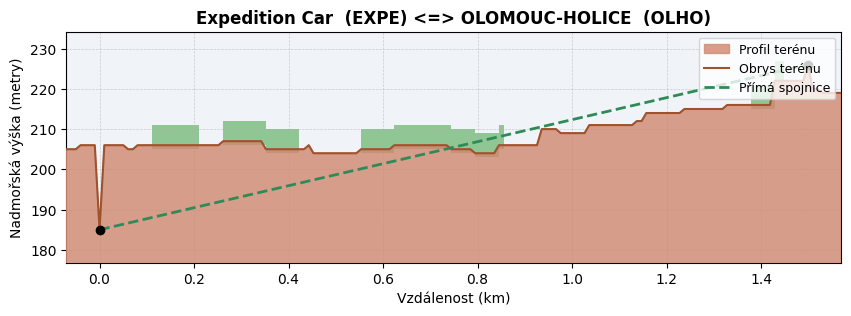 Expedition Car  (EXPE) <=> OLOMOUC-HOLICE  (OLHO)
Nadmořská výška (metry)
230
220
210
200
190
180
Profil terénu
Obrys terénu
Přímá spojnice
0.0 0.2 0.4 0.6 0.8 1.0 1.2 1.4
Vzdálenost (km)